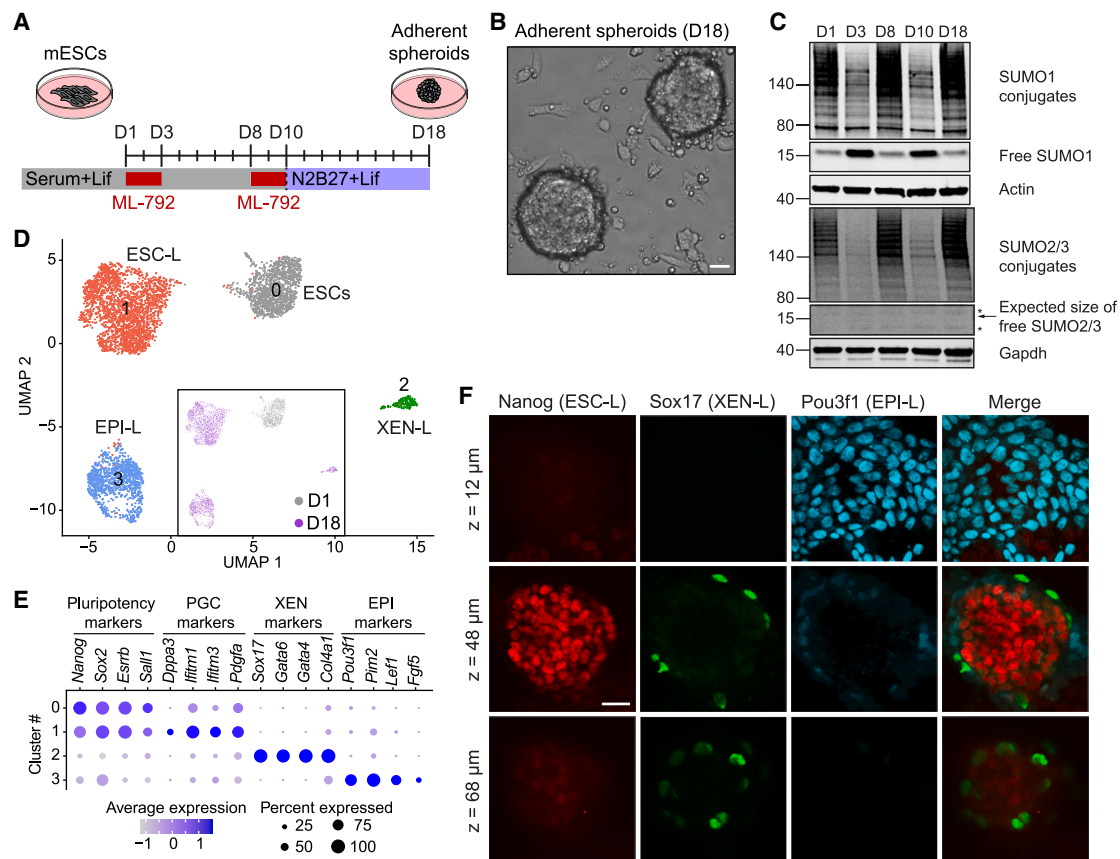 A
mESCs
Adherent
spheroids
D1 D3 D8 D10 D18
Serum+Lif N2B27+Lif
ML-792 ML-792
B
Adherent spheroids (D18)
C
D1 D3 D8 D10 D18
140
80
SUMO1
conjugates
15
Free SUMO1
40
Actin
140
80
SUMO2/3
conjugates
15
*
*
Expected size of
free SUMO2/3
40
Gapdh
D
ESC-L
ESCs
XEN-L
EPI-L
0
1
2
3
D1
D18
5
0
−5
−10
UMAP 2
−5 0 5 10 15
UMAP 1
E
Pluripotency
markers
PGC
markers
XEN
markers
EPI
markers
Nanog Sox2 Esrrb Sall1 Dppa3 Ifitm1 Ifitm3 Pdgfa Sox17 Gata6 Gata4 Col4a1 Pou3f1 Pim2 Lef1 Fgf5
Cluster #
0
1
2
3
Average expression
−1 0 1
Percent expressed
25 75
50 100
F
Nanog (ESC-L) Sox17 (XEN-L) Pou3f1 (EPI-L) Merge
z = 12 µm
z = 48 µm
z = 68 µm